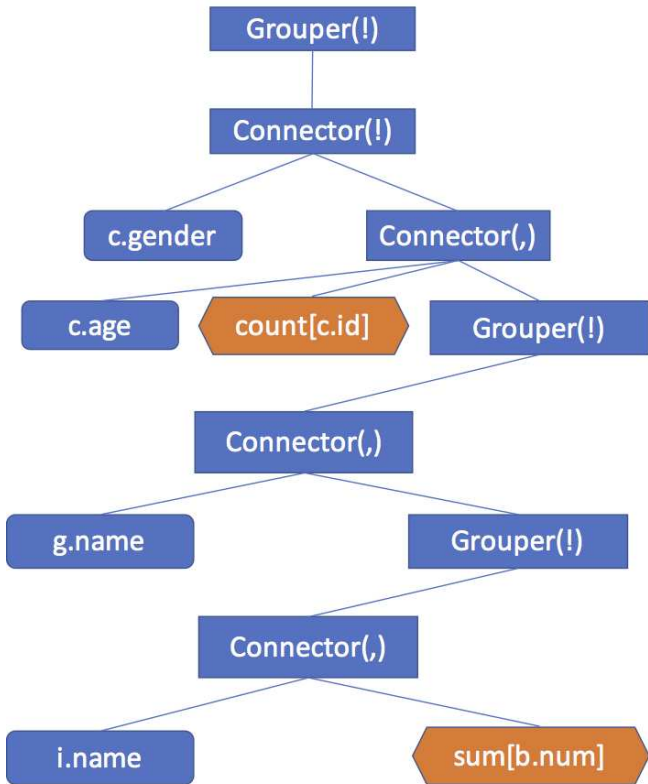 Grouper(!)
Connector(!)
c.gender
Connector(,)
c.age
count[c.id]
Grouper(!)
Connector(,)
g.name
Grouper(!)
Connector(,)
i.name
sum[b.num]